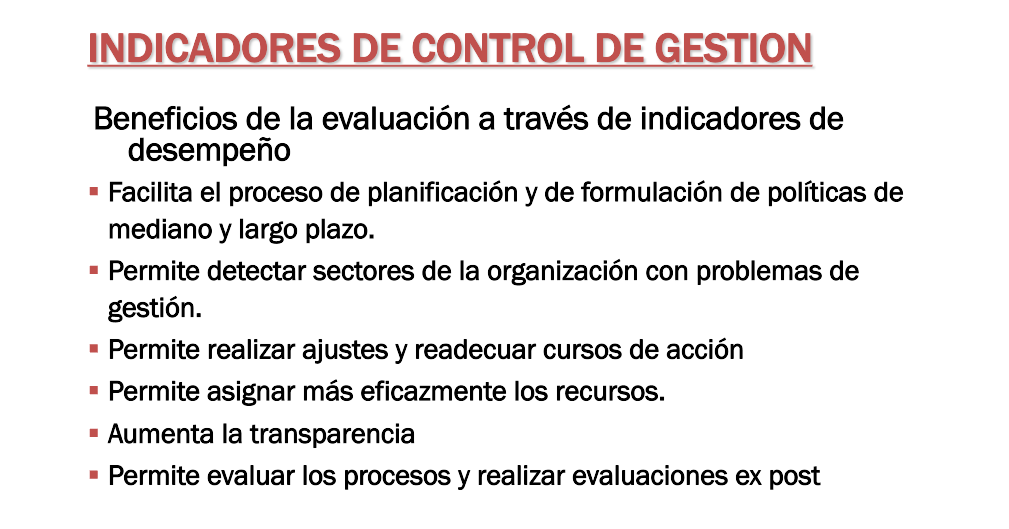 INDICADORES DE CONTROL DE GESTION
Beneficios de la evaluación a través de indicadores de
desempeño
▪ Facilita el proceso de planificación y de formulación de políticas de
mediano y largo plazo.
▪ Permite detectar sectores de la organización con problemas de
gestión.
▪ Permite realizar ajustes y readecuar cursos de acción
▪ Permite asignar más eficazmente los recursos.
▪ Aumenta la transparencia
▪ Permite evaluar los procesos y realizar evaluaciones ex post